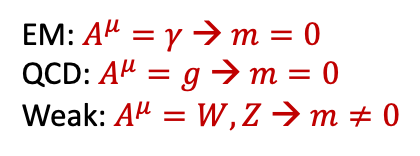 EM: A^μ = γ → m = 0
QCD: A^μ = g → m = 0
Weak: A^μ = W, Z → m ≠ 0